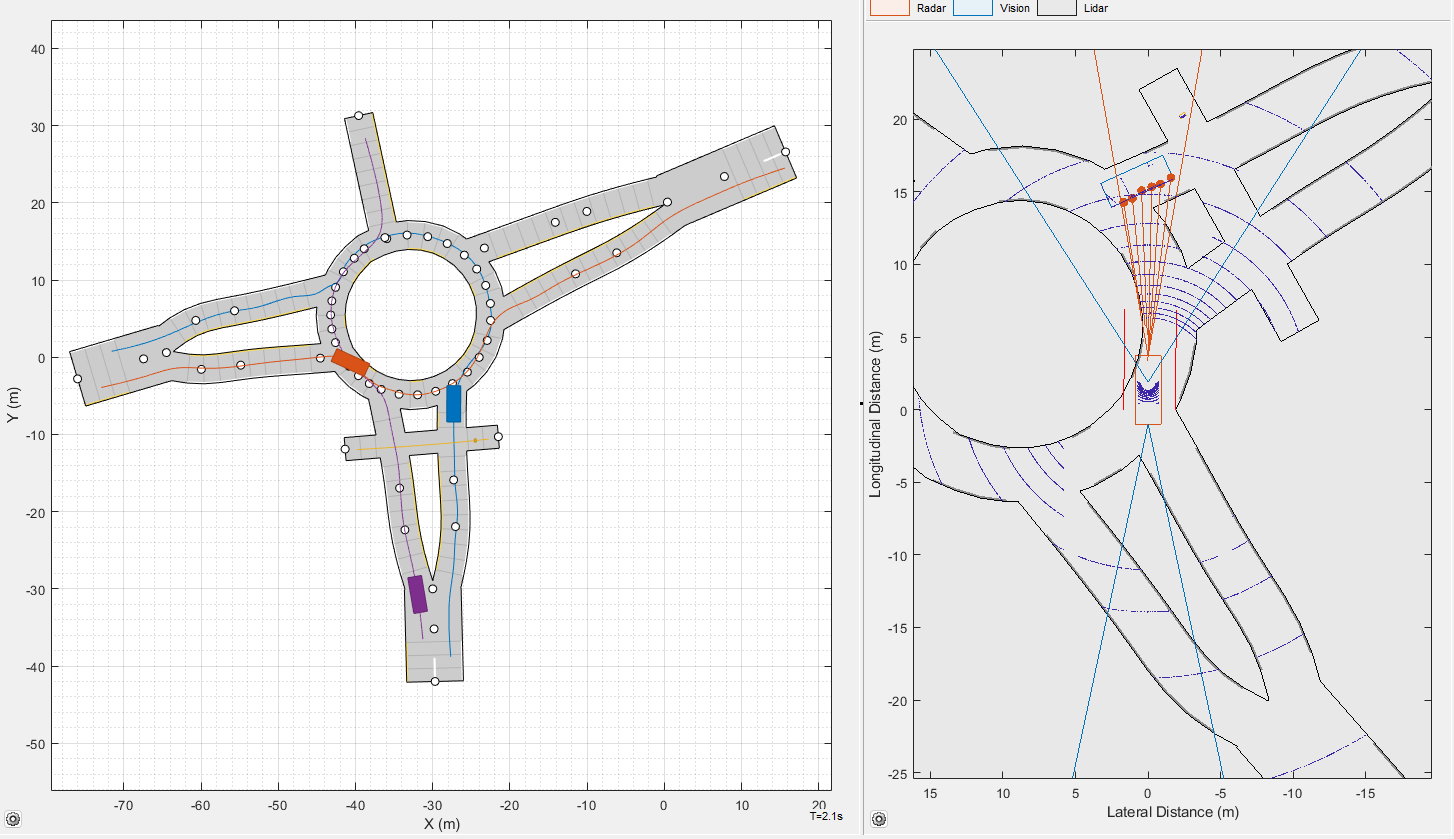 Radar Vision Lidar
40
30
20
10
0
-10
-20
-30
-40
-50
Y (m)
-70 -60 -50 -40 -30 -20 -10 0 10 20
X (m)
T=2.1s
20
15
10
5
0
-5
-10
-15
-20
-25
Longitudinal Distance (m)
15 10 5 0 -5 -10 -15
Lateral Distance (m)